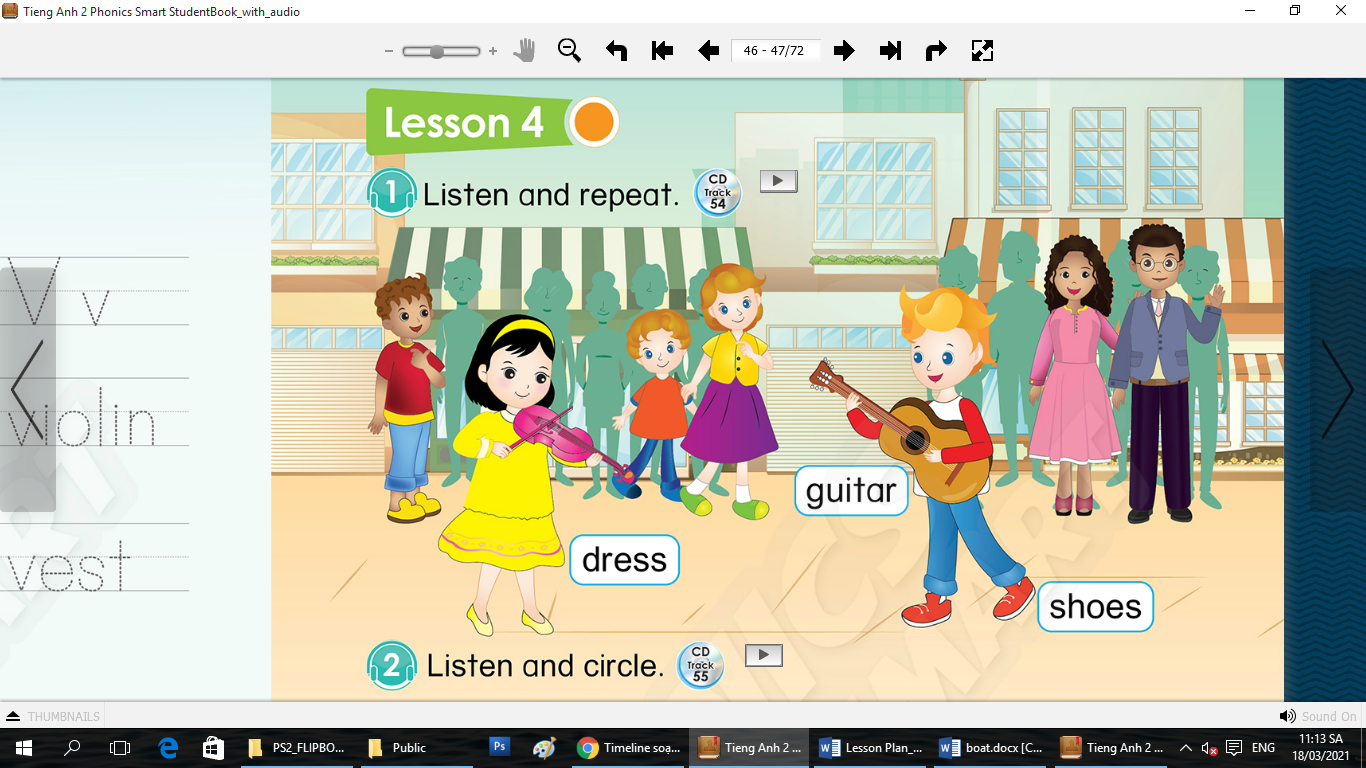 Tieng Anh 2 Phonics Smart StudentBook_with_audio
46 - 47/72
Lesson 4
1 Listen and repeat. CD Track 54
V v
violin
vest
guitar
dress
shoes
2 Listen and circle. CD Track 55
THUMBNAILS
Sound On
PS2_FLIPBO...
Public
Ps
Timeline soạ...
Tieng Anh 2 ...
Lesson Plan_...
boat.docx [C...
Tieng Anh 2 ...
ENG
11:13 SA
18/03/2021